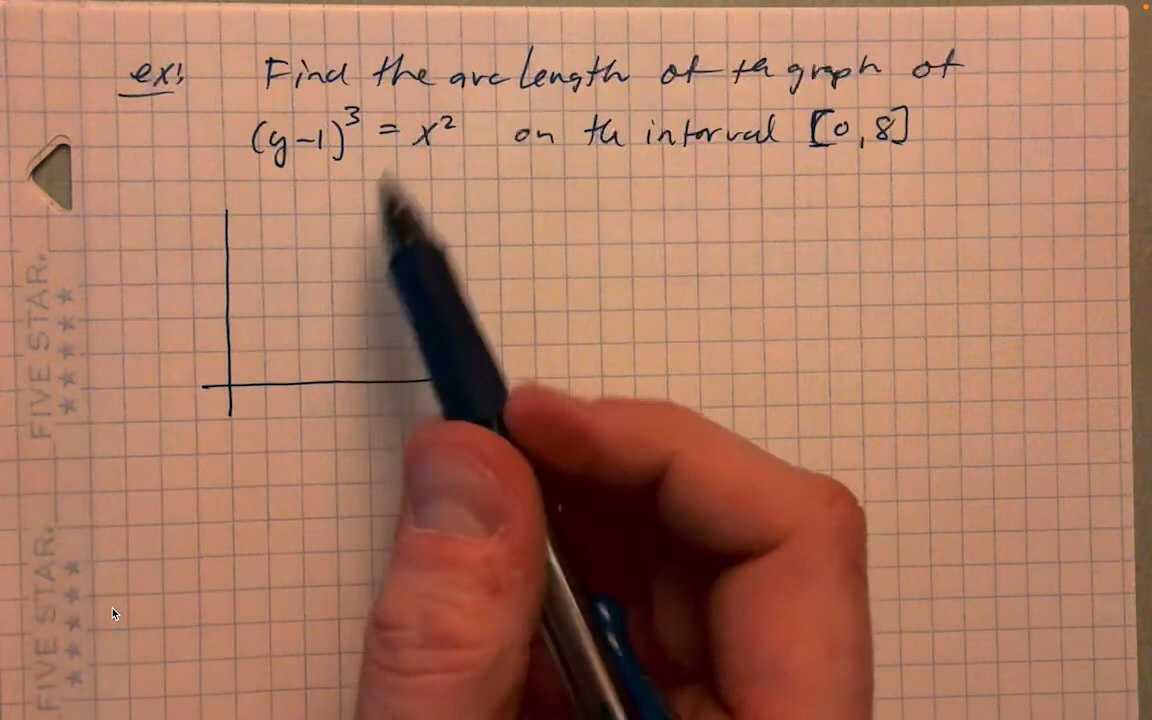 ex: Find the arc length of the graph of
(y-1)³ = x² on the interval [0,8]
FIVE STAR.
FIVE STAR.